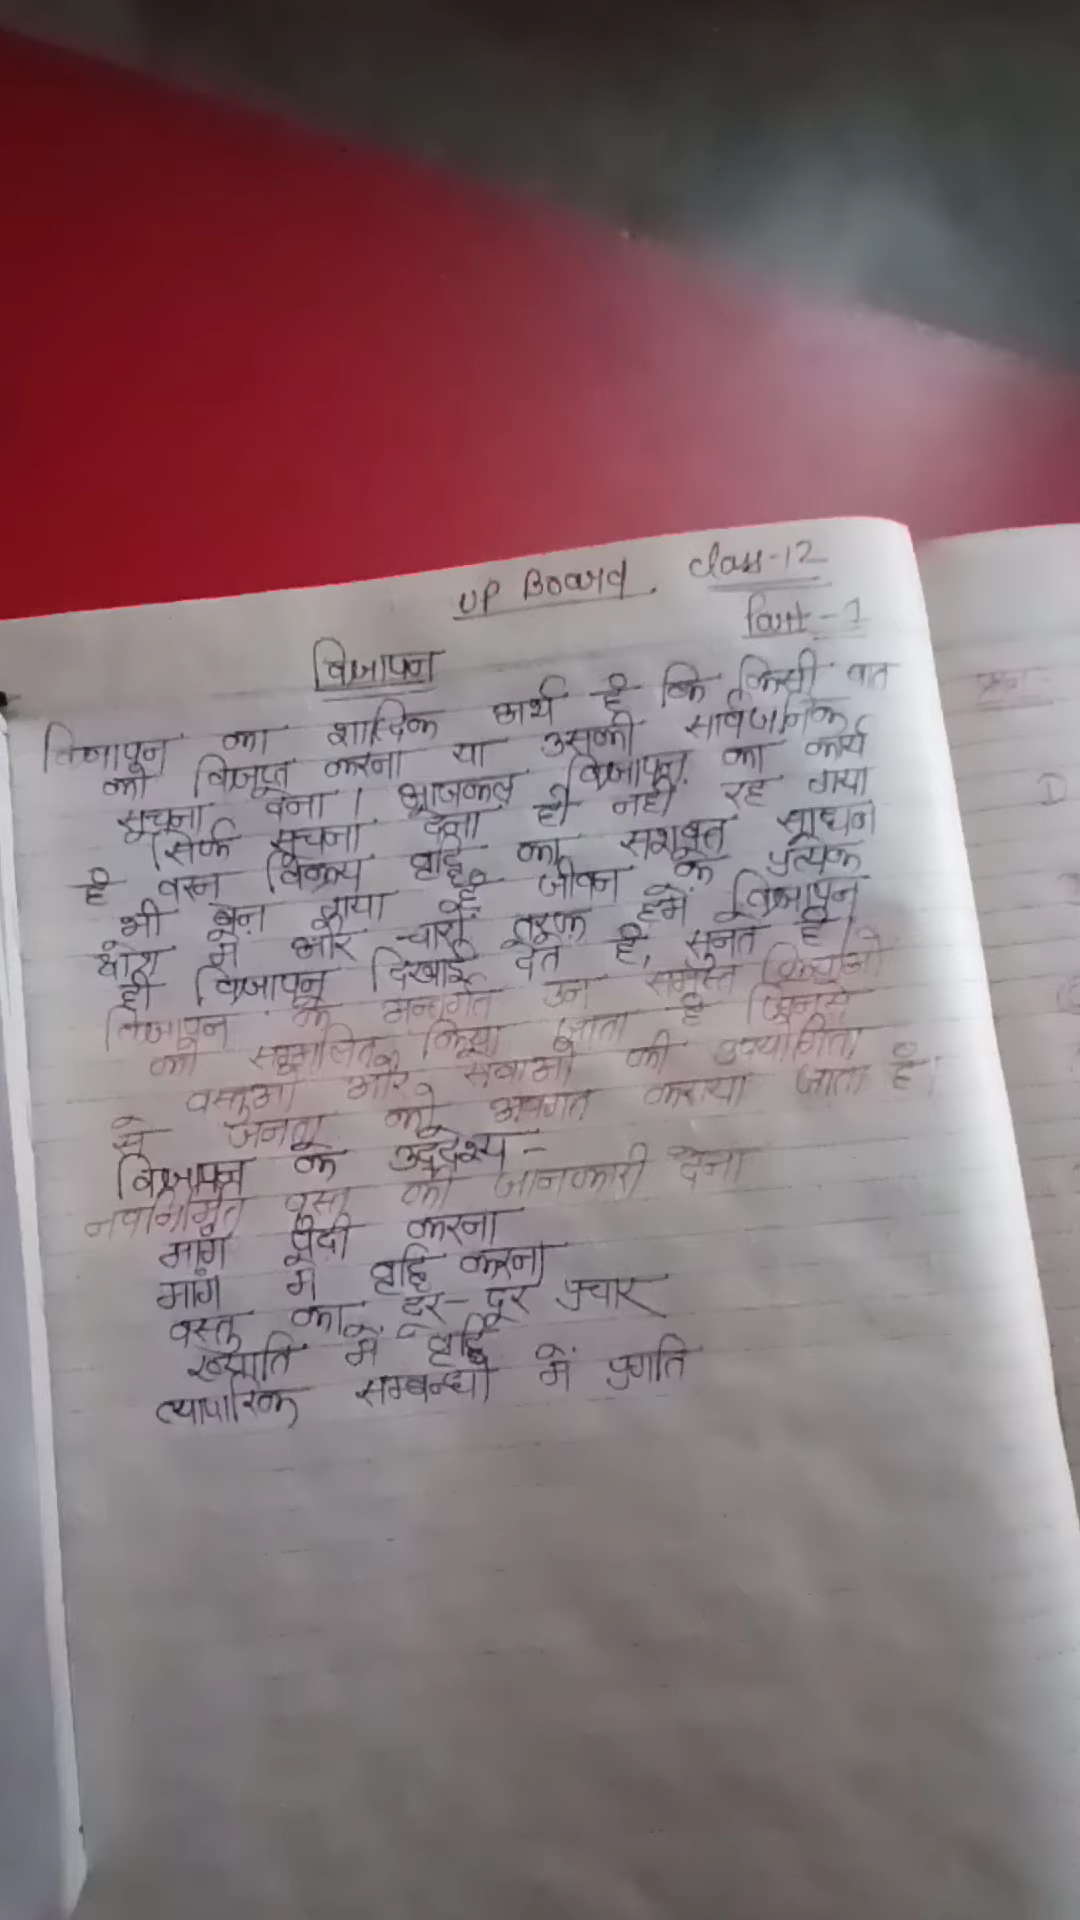 UP Board. Class-12
Part-1
विज्ञापन
विज्ञापन का शाब्दिक अर्थ है कि किसी बात
को विज्ञप्त करना या उसकी सार्वजनिक
सूचना देना। आजकल विज्ञापन का कार्य
सिर्फ सूचना देना ही नहीं रह गया
है वरन विक्रय वृद्धि का सशक्त साधन
भी बन गया है जीवन के प्रत्येक
क्षेत्र में और चारों तरफ हमें विज्ञापन
ही विज्ञापन दिखाई देते है, सुनते है।
विज्ञापन के अन्तर्गत उन समस्त क्रियाओं
को सम्मलित किया जाता है जिनसे
वस्तुओं और सेवाओं की उपयोगिता
से जनता को अवगत कराया जाता है।
विज्ञापन के उद्देश्य -
नवनिर्मित वस्तु की जानकारी देना
मांग पैदा करना
मांग में वृद्धि करना
वस्तु का दूर-दूर प्रचार
ख्याति में वृद्धि
व्यापारिक सम्बन्धों में प्रगति
प्रश्न-